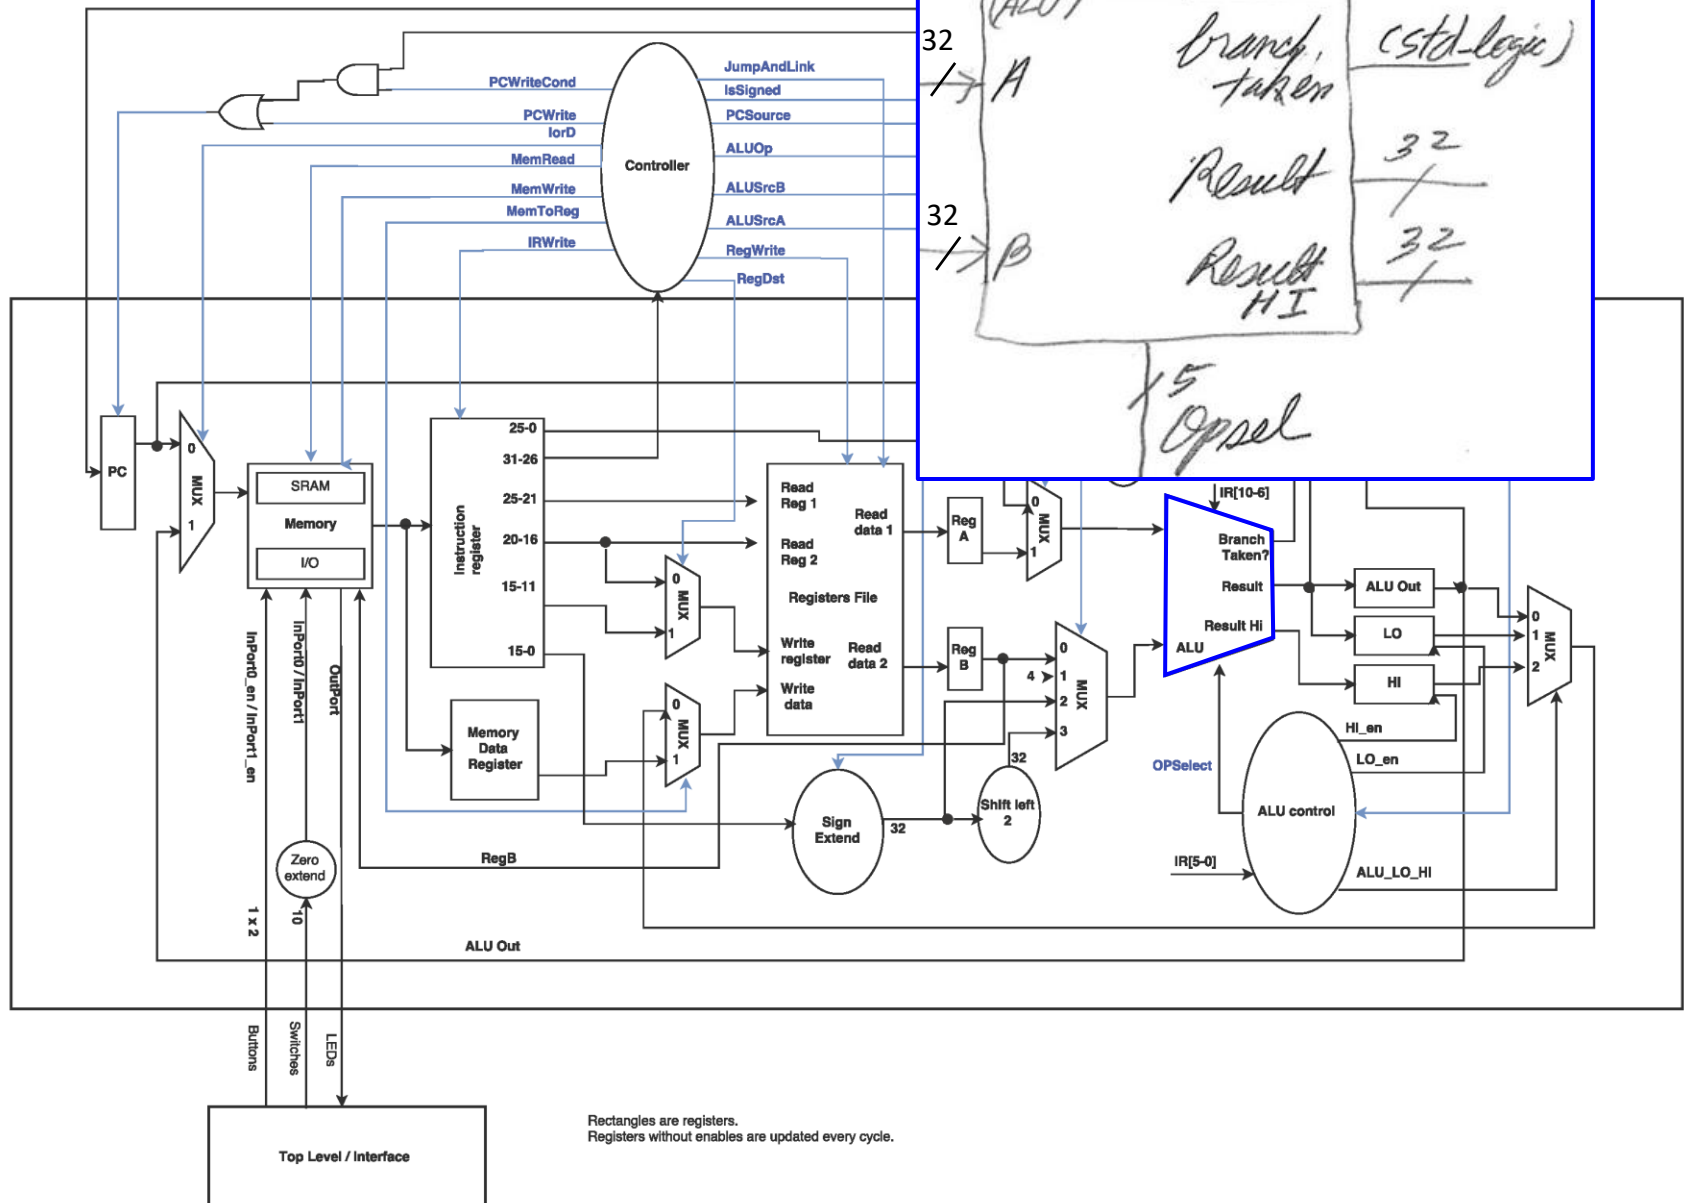 (ALU)
32
A
branch
taken
(std_logic)
Result
32
32
B
Result
HI
32
5
Opsel
JumpAndLink
PCWriteCond
IsSigned
PCWrite
PCSource
IorD
ALUOp
MemRead
Controller
MemWrite
ALUSrcB
MemToReg
ALUSrcA
IRWrite
RegWrite
RegDst
PC
0
MUX
1
SRAM
Memory
I/O
Instruction
register
25-0
31-26
25-21
20-16
15-11
15-0
0
MUX
1
Read
Reg 1
Read
Reg 2
Registers File
Write
register
Write
data
Read
data 1
Read
data 2
Reg
A
Reg
B
0
MUX
1
0
4
1
2
3
MUX
IR[10-6]
Branch
Taken?
Result
Result Hi
ALU
ALU Out
LO
HI
0
1
2
MUX
Memory
Data
Register
0
MUX
1
Sign
Extend
32
Shift left
2
32
OPSelect
ALU control
HI_en
LO_en
IR[5-0]
ALU_LO_HI
RegB
ALU Out
InPort0_en / InPort1_en
InPort0 / InPort1
OutPort
Zero
extend
1 x 2
10
Buttons
Switches
LEDs
Top Level / Interface
Rectangles are registers.
Registers without enables are updated every cycle.